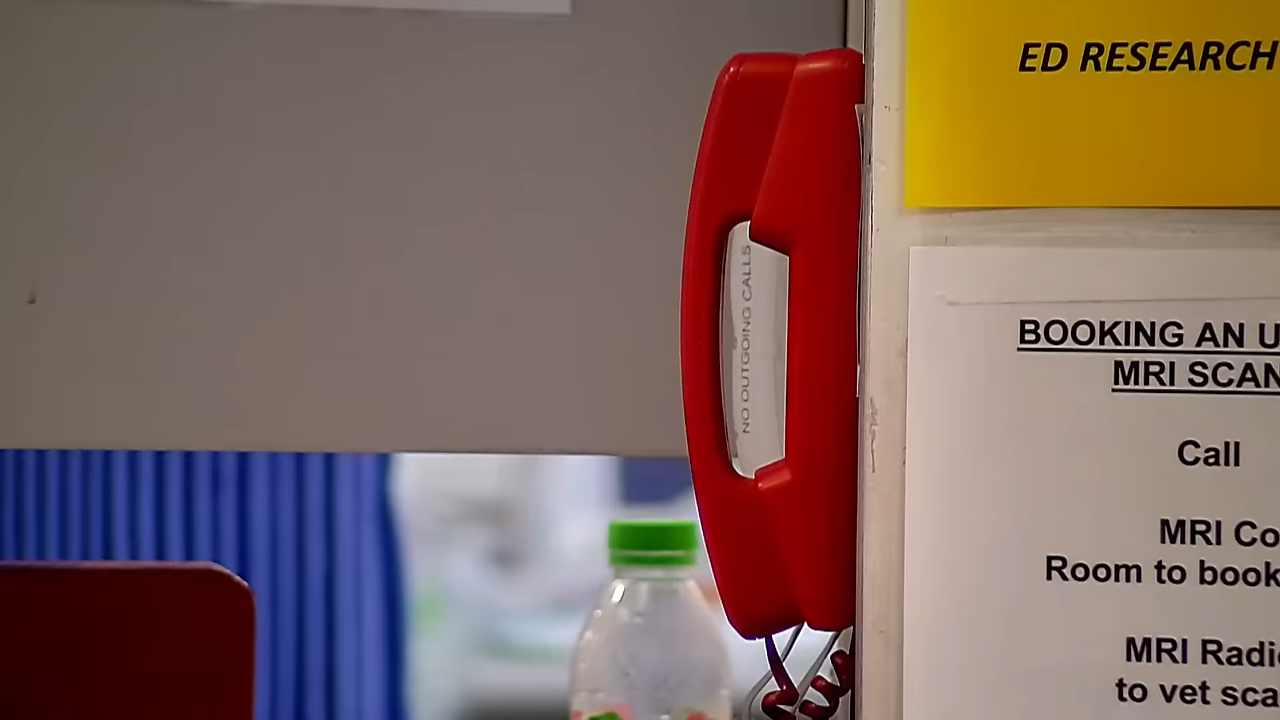 ED RESEARCH
NO OUTGOING CALLS
BOOKING AN U
MRI SCAN
Call
MRI Co
Room to book
MRI Radi
to vet sca